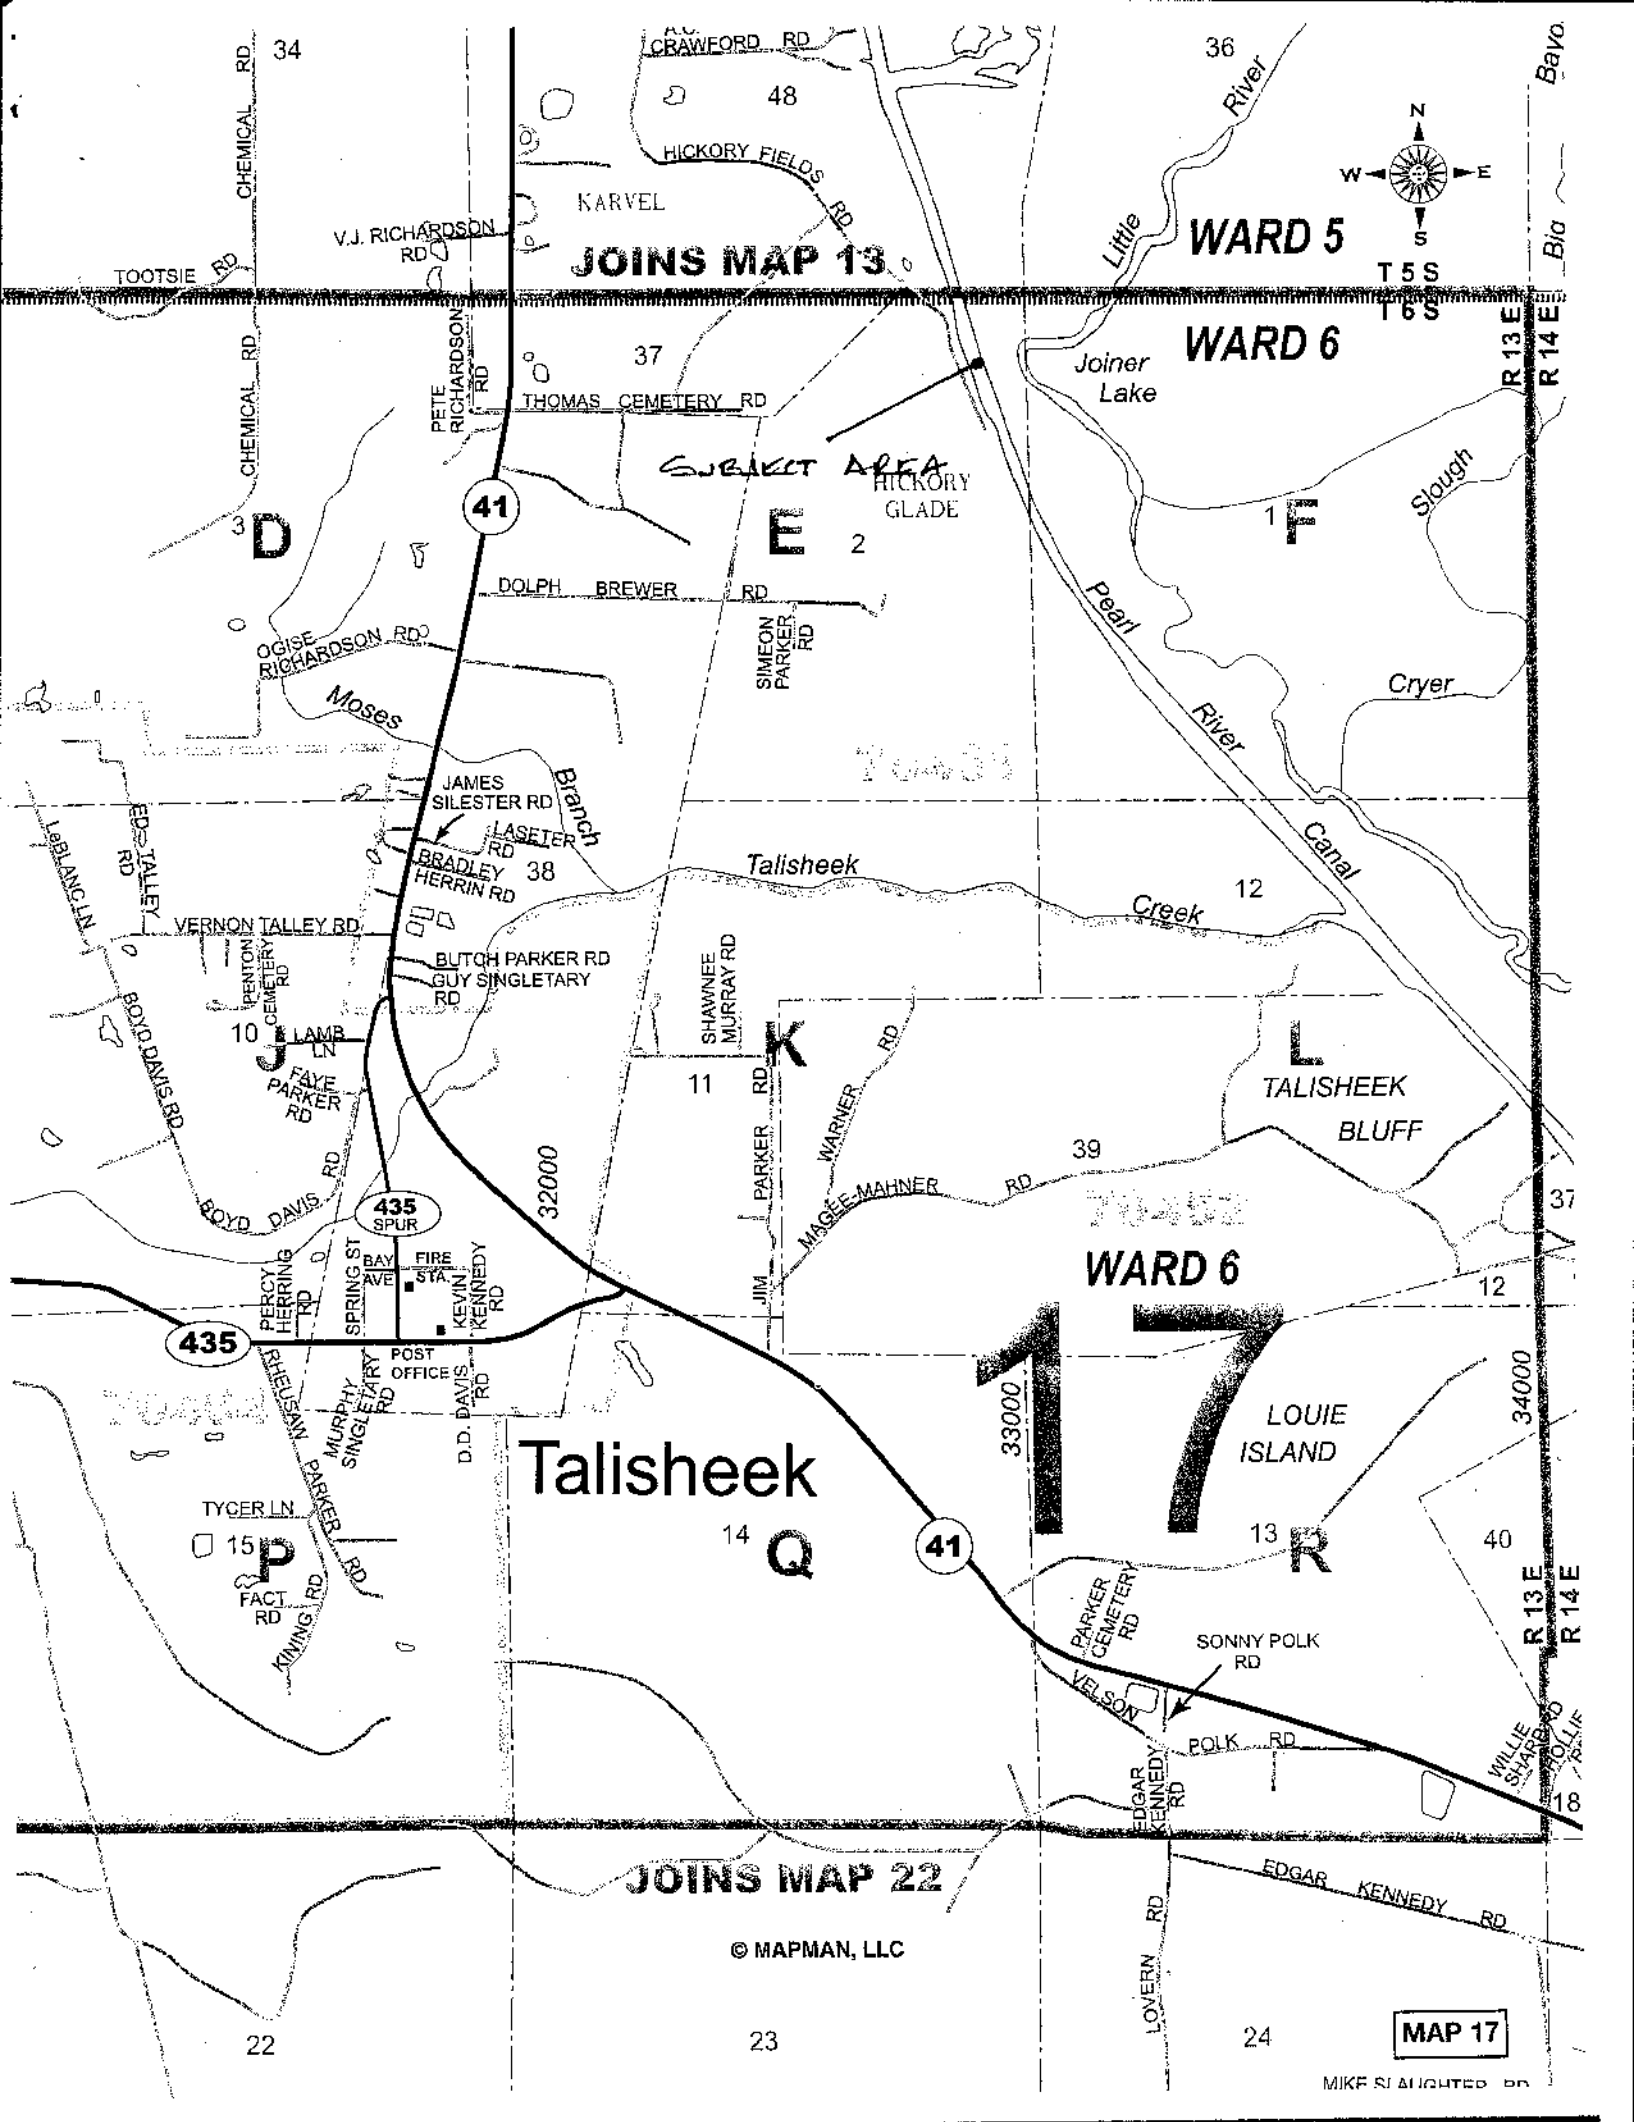 A.C.
CRAWFORD RD
34
36
48
CHEMICAL RD
River
N
W E
S
HICKORY FIELDS RD
KARVEL
V.J. RICHARDSON
RD
Little
WARD 5
JOINS MAP 13
TOOTSIE RD
T 5 S
T 6 S
WARD 6
R 13 E
R 14 E
37
Joiner
Lake
PETE
RICHARDSON
RD
CHEMICAL RD
THOMAS CEMETERY RD
SUBJECT AREA
HICKORY
GLADE
41
3 D
E 2
1 F
Slough
DOLPH BREWER RD
SIMEON
PARKER
RD
OGISE
RICHARDSON RD
Pearl
River
Canal
Cryer
Moses
Branch
JAMES
SILESTER RD
LASETER
RD
BRADLEY
HERRIN RD
38
ED TALLEY
RD
LeBLANC LN
Talisheek
Creek
12
VERNON TALLEY RD
PENTON
CEMETERY
RD
BUTCH PARKER RD
GUY SINGLETARY
RD
SHAWNEE
MURRAY RD
10 J
LAMB
LN
FAYE
PARKER
RD
BOYD DAVIS RD
K
11
L
TALISHEEK
BLUFF
WARNER RD
JIM PARKER RD
MAGEE-MAHNER RD
39
32000
BOYD DAVIS RD
435
SPUR
70452
37
WARD 6
12
PERCY
HERRING
RD
SPRING ST
BAY
AVE
FIRE
STA.
KEVIN
KENNEDY
RD
435
POST
OFFICE
17
RHEUSAW PARKER RD
MURPHY
SINGLETARY
RD
D.D. DAVIS RD
33000
LOUIE
ISLAND
34000
Talisheek
TYCER LN
15 P
14 Q
41
13 R
40
FACT
RD
KINING RD
PARKER
CEMETERY
RD
R 13 E
R 14 E
SONNY POLK
RD
VELSON
POLK RD
WILLIE
SHARP RD
EDGAR
KENNEDY
RD
18
JOINS MAP 22
EDGAR KENNEDY RD
© MAPMAN, LLC
LOVERN RD
22
23
24
MAP 17
MIKE SLAUGHTER RD